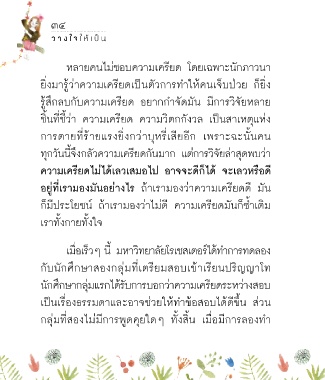 ๓๔
วางใจให้เป็น
หลายคนไม่ชอบความเครียด โดยเฉพาะนักภาวนา
ยิ่งมารู้ว่าความเครียดเป็นตัวการทำให้คนเจ็บป่วย ก็ยิ่ง
รู้สึกลบกับความเครียด อยากกำจัดมัน มีการวิจัยหลาย
ชิ้นที่ชี้ว่า ความเครียด ความวิตกกังวล เป็นสาเหตุแห่ง
การตายที่ร้ายแรงยิ่งกว่าบุหรี่เสียอีก เพราะฉะนั้นคน
ทุกวันนี้จึงกลัวความเครียดกันมาก แต่การวิจัยล่าสุดพบว่า
ความเครียดไม่ได้เลวเสมอไป อาจจะดีก็ได้ จะเลวหรือดี
อยู่ที่เรามองมันอย่างไร ถ้าเรามองว่าความเครียดดี มัน
ก็มีประโยชน์ ถ้าเรามองว่าไม่ดี ความเครียดมันก็ซ้ำเติม
เราทั้งกายทั้งใจ
เมื่อเร็วๆ นี้ มหาวิทยาลัยโรเชสเตอร์ได้ทำการทดลอง
กับนักศึกษาสองกลุ่มที่เตรียมสอบเข้าเรียนปริญญาโท
นักศึกษากลุ่มแรกได้รับการบอกว่าความเครียดระหว่างสอบ
เป็นเรื่องธรรมดาและอาจช่วยให้ทำข้อสอบได้ดีขึ้น ส่วน
กลุ่มที่สองไม่มีการพูดคุยใดๆ ทั้งสิ้น เมื่อมีการลองทำ